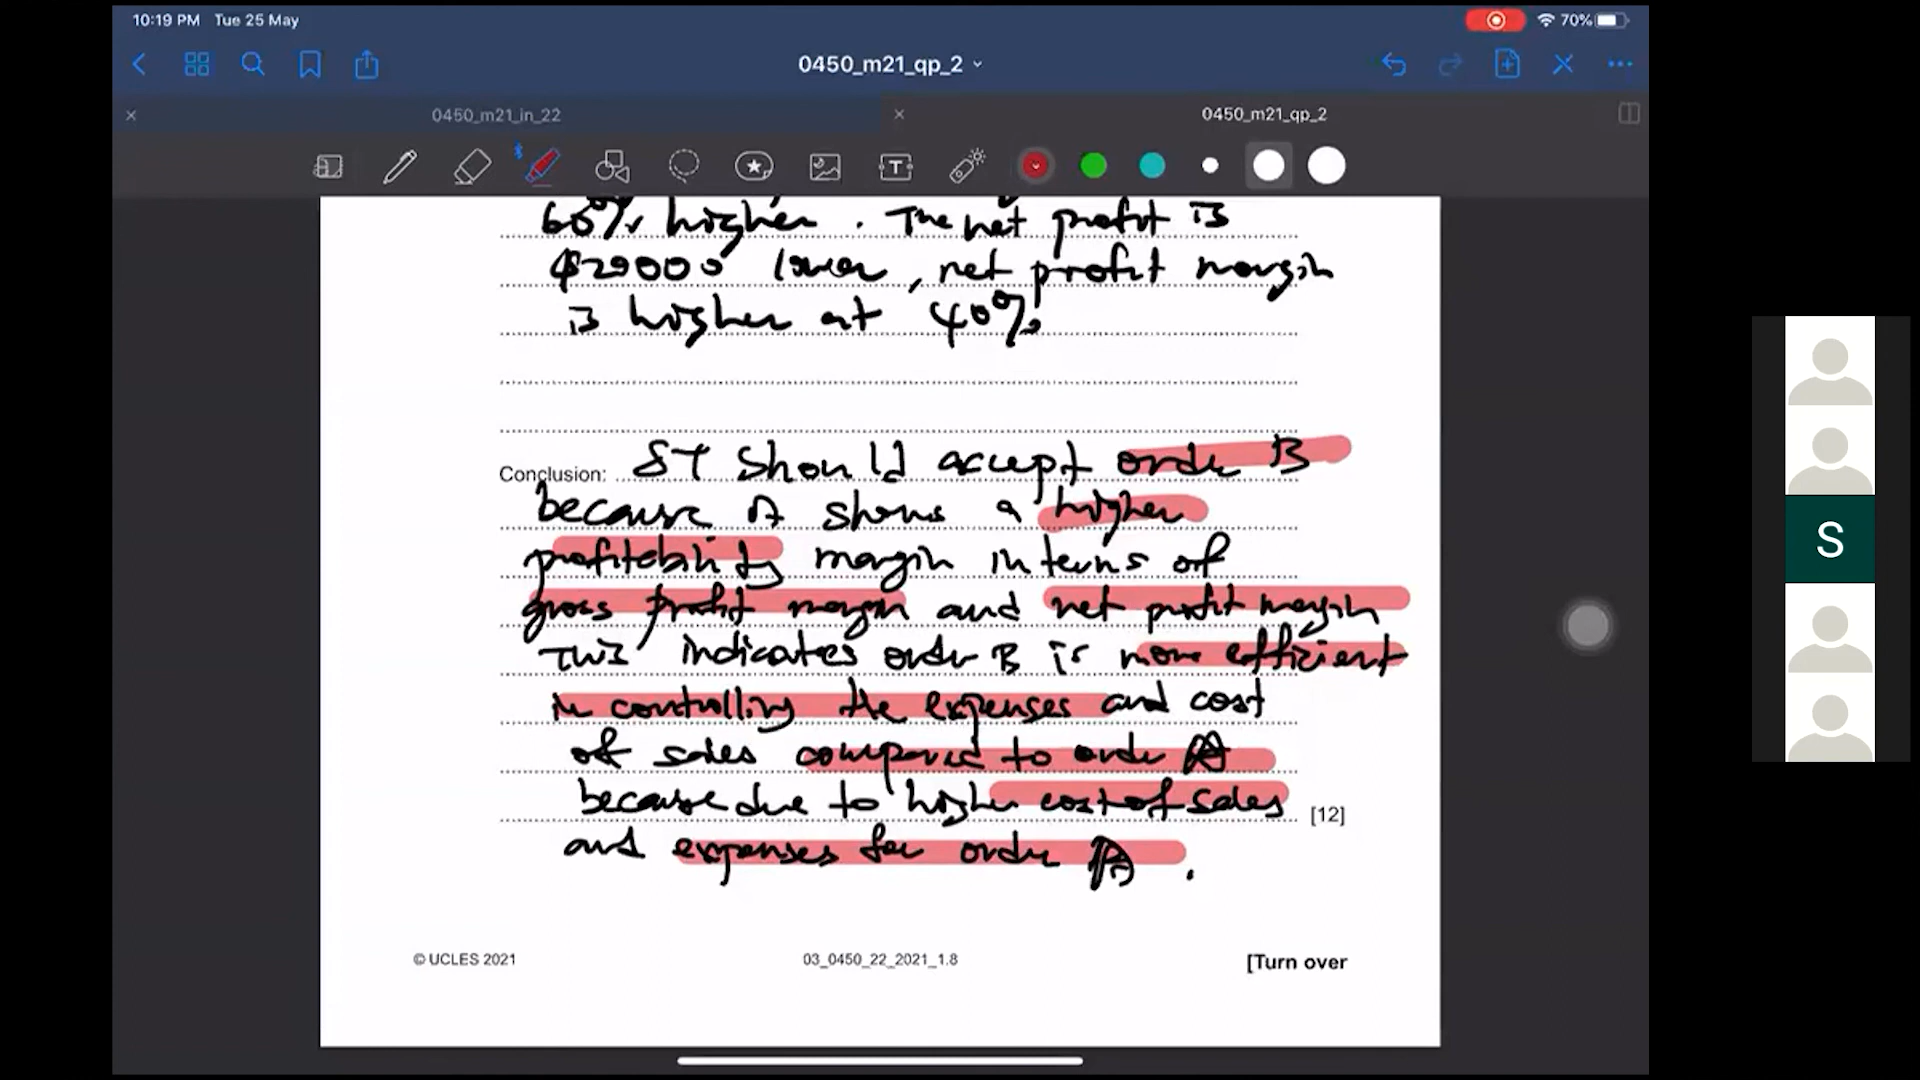 10:19 PM Tue 25 May
70%
0450_m21_qp_2
0450_m21_in_22
0450_m21_qp_2
60% higher. The net profit is
$29000 lower, net profit margin
is higher at 40%
Conclusion: ST should accept order B
because it shows a higher
profitability margin in terms of
gross profit margin and net profit margin
This indicates order B is more efficient
in controlling the expenses and cost
of sales compared to order A
because due to higher cost of sales
[12]
and expenses for order A.
© UCLES 2021
03_0450_22_2021_1.8
[Turn over
S